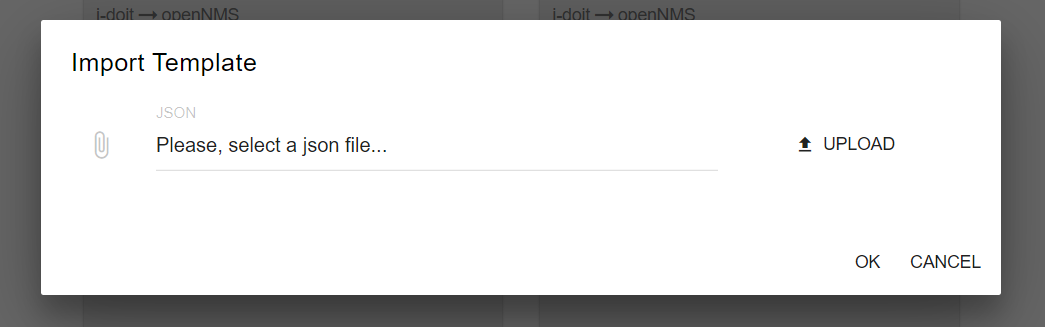 i-doit → openNMS
i-doit → openNMS
Import Template
JSON
Please, select a json file...
UPLOAD
OK
CANCEL